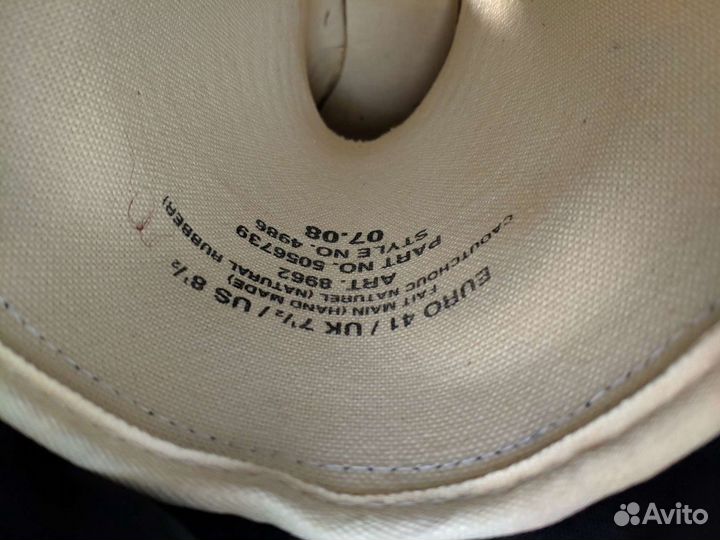 EURO 41 / UK 7½ / US 8½
FAIT MAIN (HAND MADE)
CAOUTCHOUC NATUREL (NATURAL RUBBER)
ART. 8962
PART NO. 5056739
STYLE NO. 4986
07.08
Avito